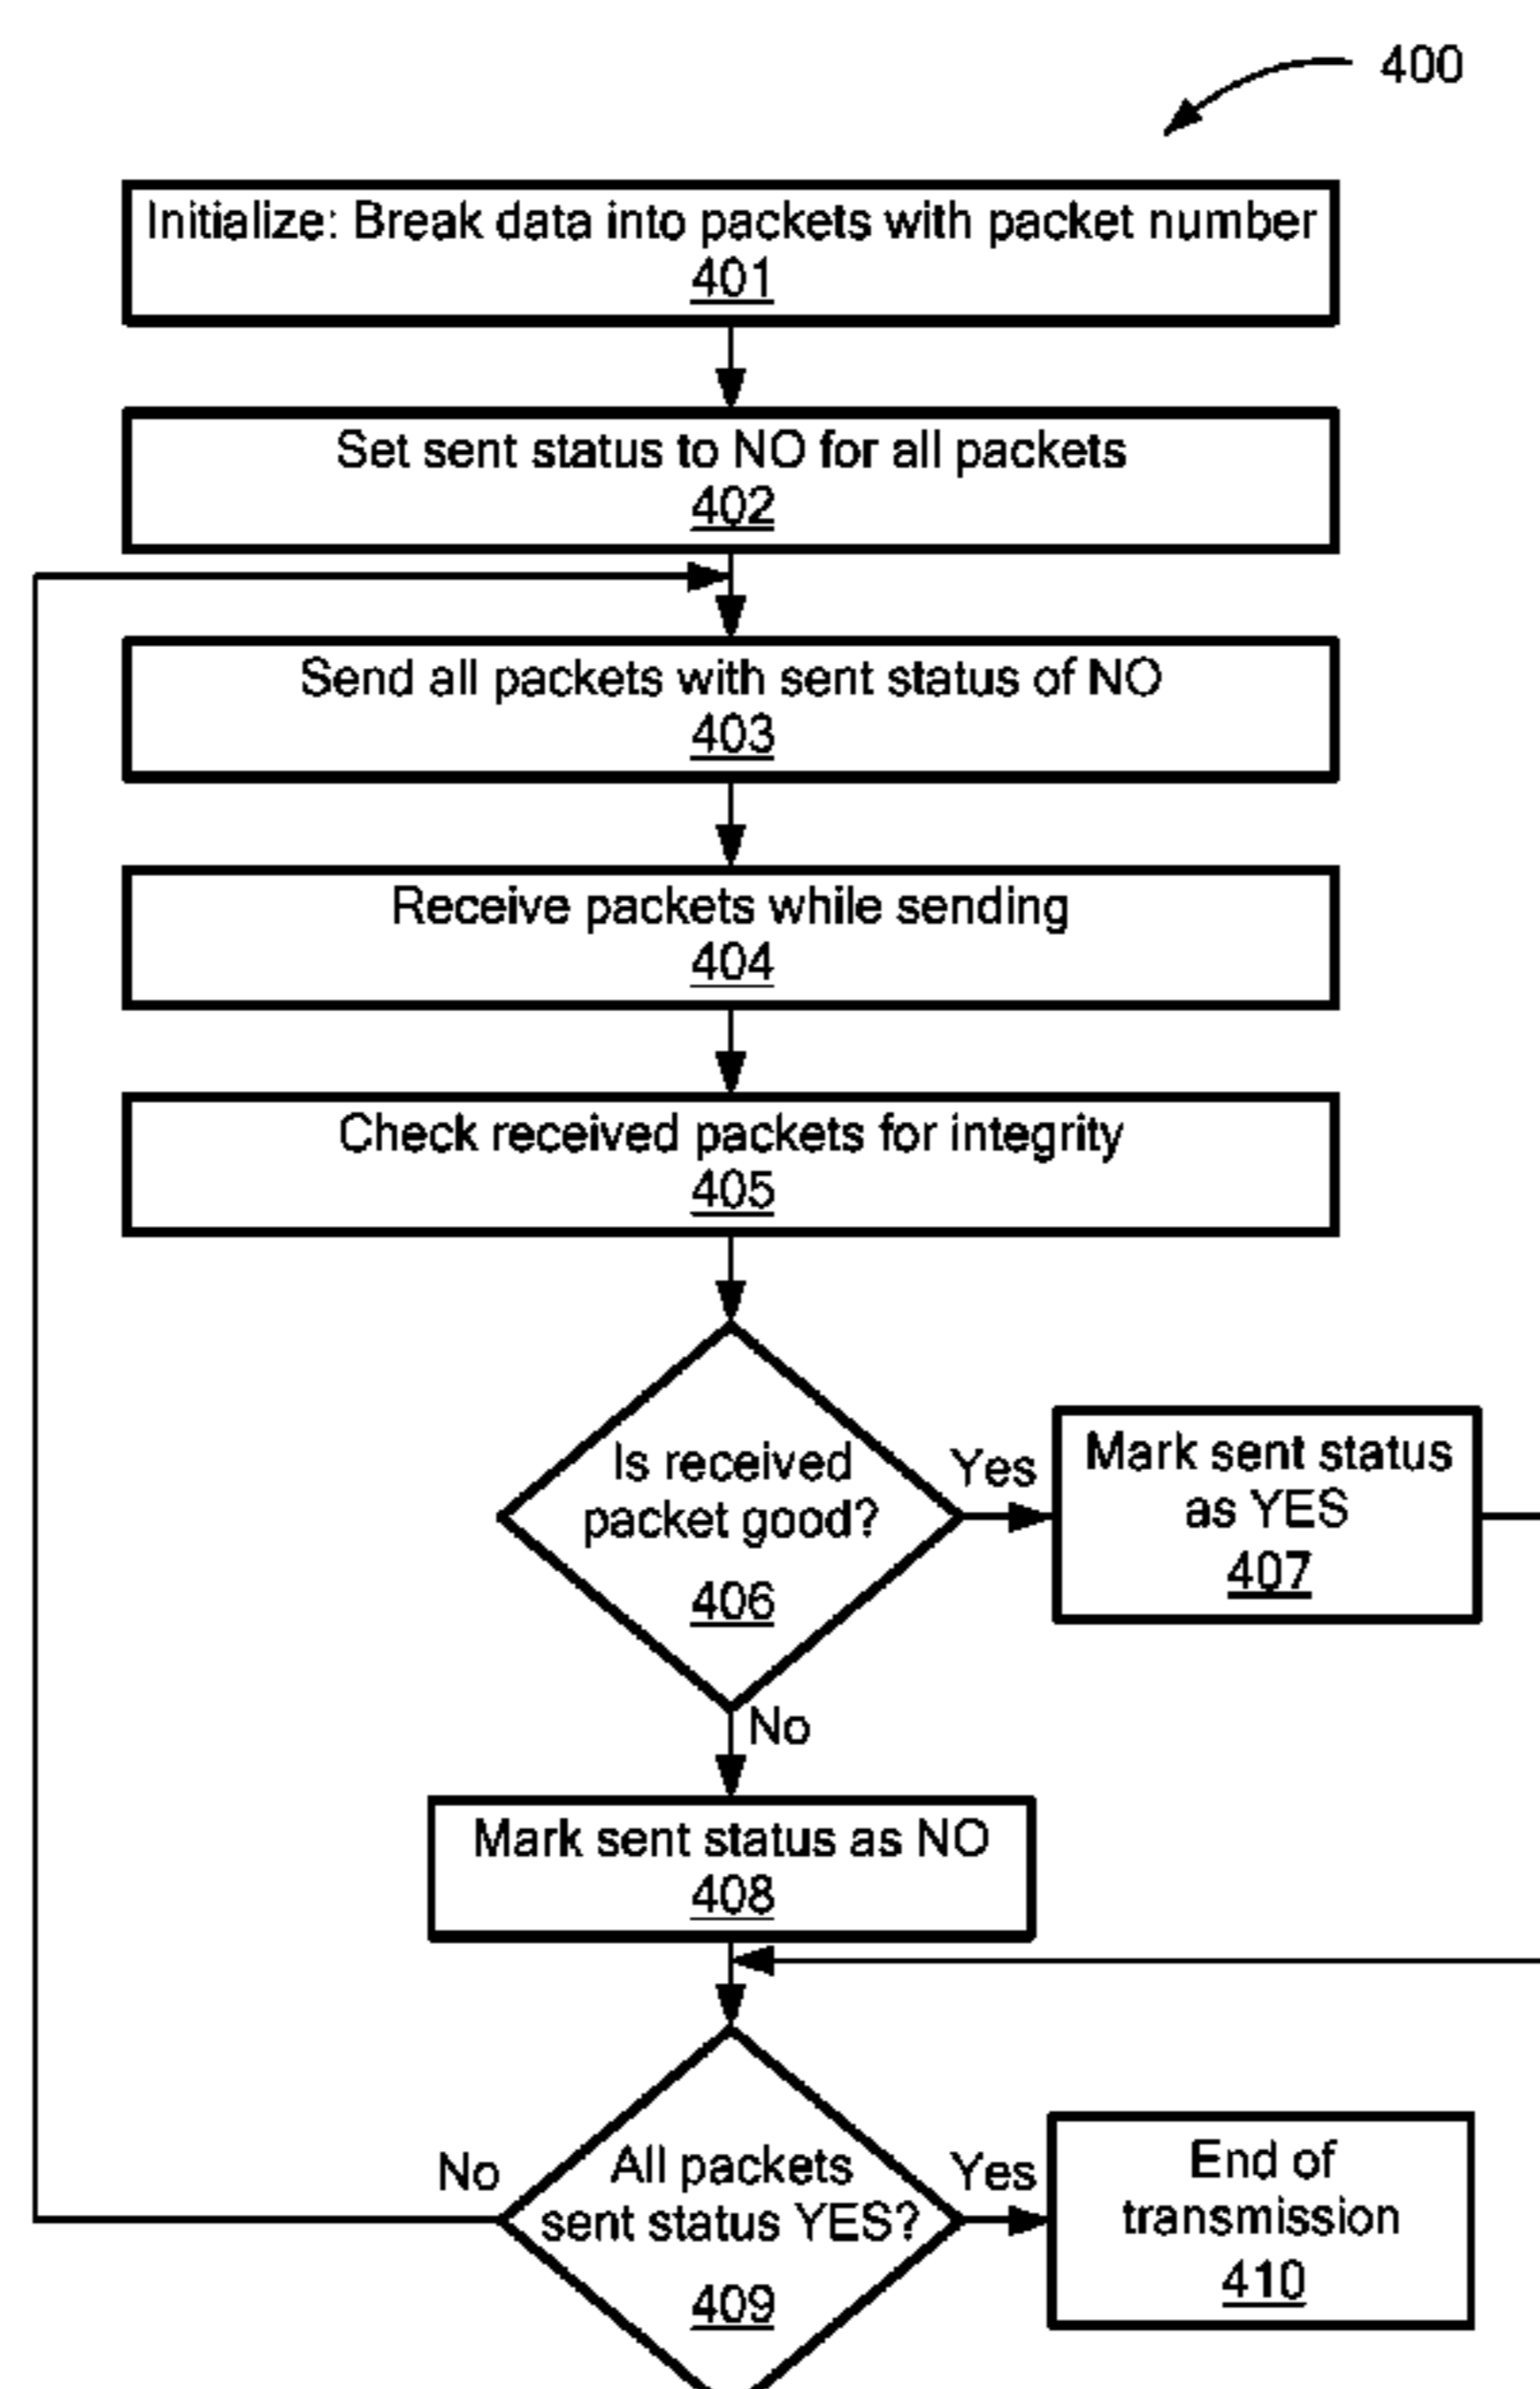 400
Initialize: Break data into packets with packet number
401
Set sent status to NO for all packets
402
Send all packets with sent status of NO
403
Receive packets while sending
404
Check received packets for integrity
405
Is received
packet good?
406
Yes
Mark sent status
as YES
407
No
Mark sent status as NO
408
No
All packets
sent status YES?
409
Yes
End of
transmission
410